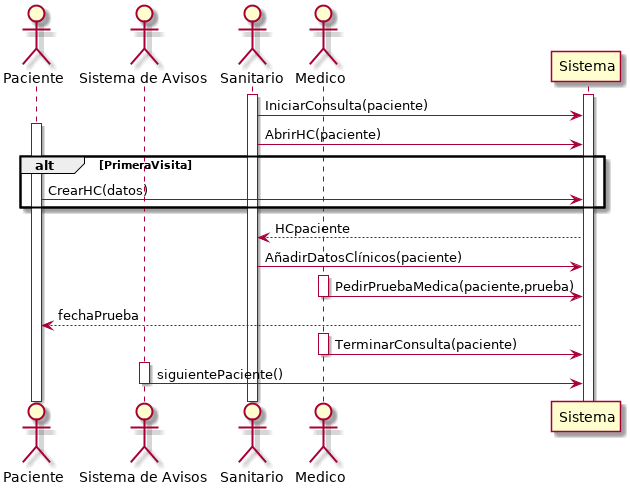 Paciente
Sistema de Avisos
Sanitario
Medico
Sistema
IniciarConsulta(paciente)
AbrirHC(paciente)
alt [PrimeraVisita]
CrearHC(datos)
HCpaciente
AñadirDatosClínicos(paciente)
PedirPruebaMedica(paciente,prueba)
fechaPrueba
TerminarConsulta(paciente)
siguientePaciente()
Paciente
Sistema de Avisos
Sanitario
Medico
Sistema